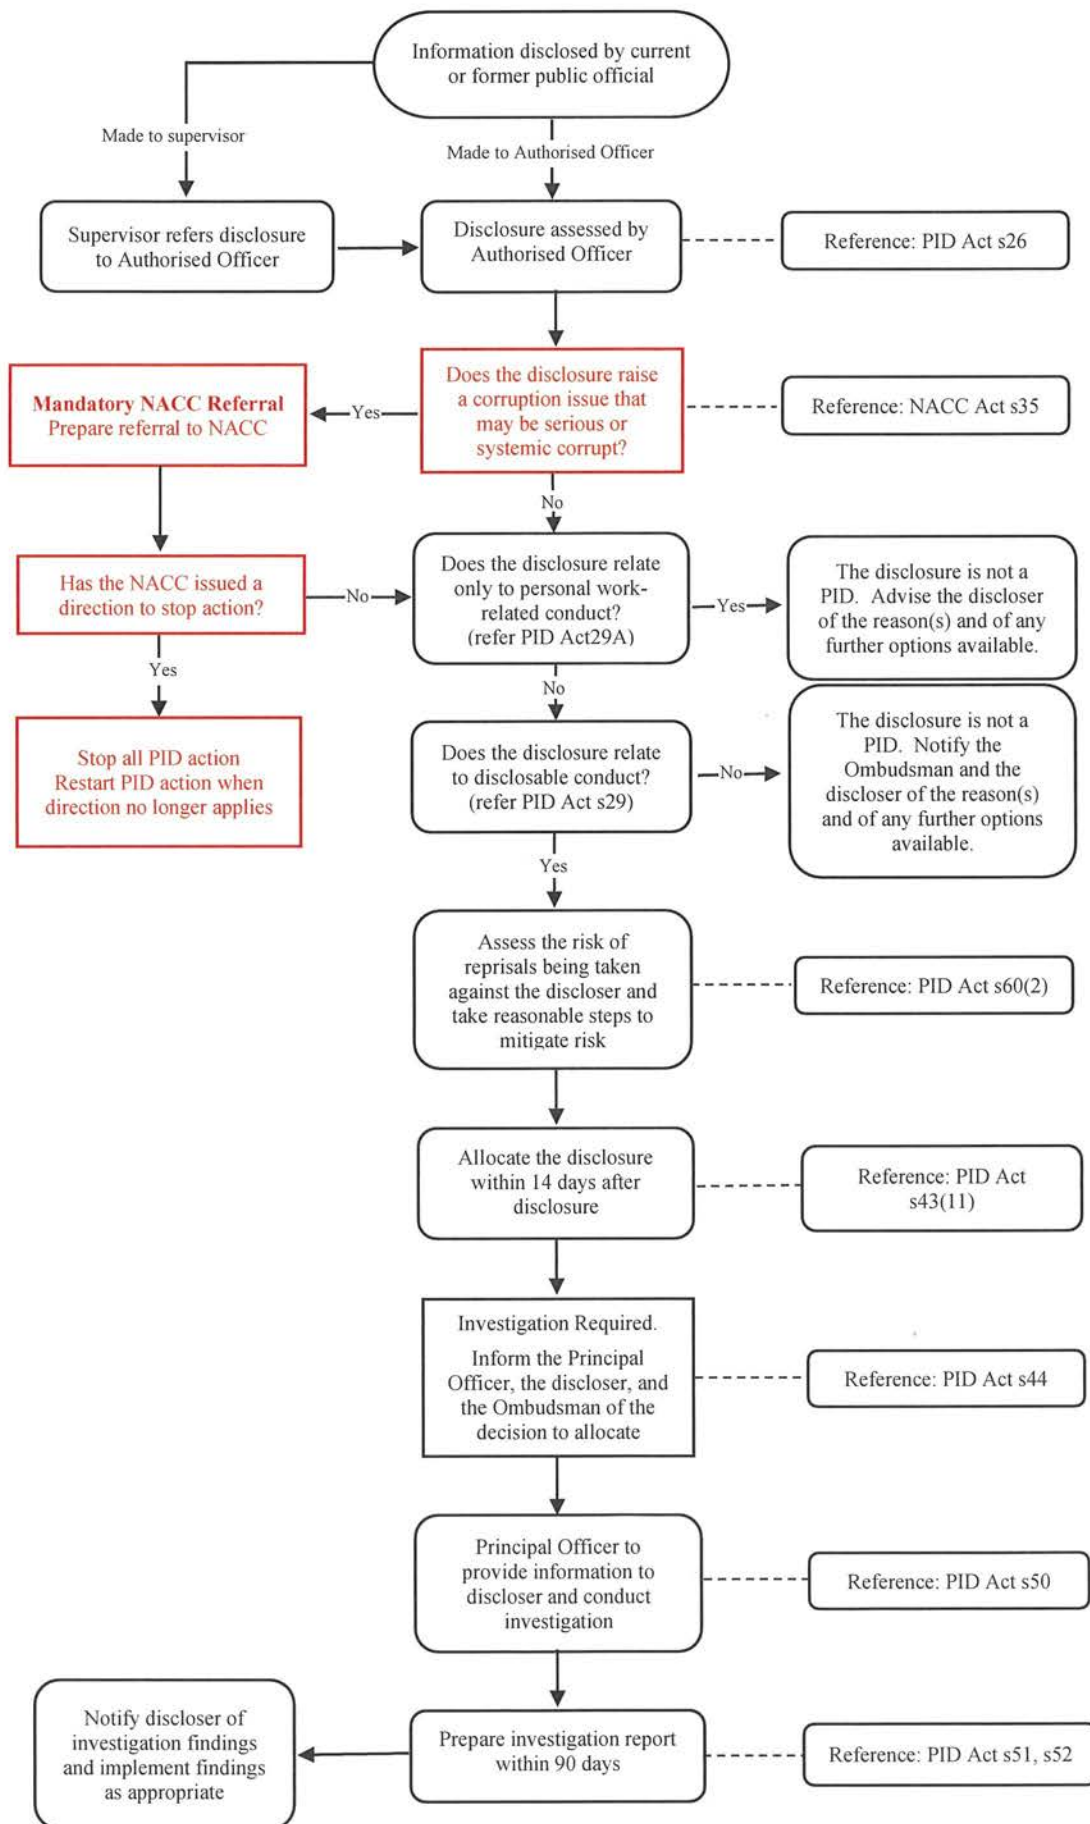 Information disclosed by current
or former public official
Made to supervisor
Made to Authorised Officer
Supervisor refers disclosure
to Authorised Officer
Disclosure assessed by
Authorised Officer
Reference: PID Act s26
Mandatory NACC Referral
Prepare referral to NACC
Yes
Does the disclosure raise
a corruption issue that
may be serious or
systemic corrupt?
Reference: NACC Act s35
No
Has the NACC issued a
direction to stop action?
No
Does the disclosure relate
only to personal work-
related conduct?
(refer PID Act29A)
Yes
The disclosure is not a
PID. Advise the discloser
of the reason(s) and of any
further options available.
Yes
No
Stop all PID action
Restart PID action when
direction no longer applies
Does the disclosure relate
to disclosable conduct?
(refer PID Act s29)
No
The disclosure is not a
PID. Notify the
Ombudsman and the
discloser of the reason(s)
and of any further options
available.
Yes
Assess the risk of
reprisals being taken
against the discloser and
take reasonable steps to
mitigate risk
Reference: PID Act s60(2)
Allocate the disclosure
within 14 days after
disclosure
Reference: PID Act
s43(11)
Investigation Required.
Inform the Principal
Officer, the discloser, and
the Ombudsman of the
decision to allocate
Reference: PID Act s44
Principal Officer to
provide information to
discloser and conduct
investigation
Reference: PID Act s50
Notify discloser of
investigation findings
and implement findings
as appropriate
Prepare investigation report
within 90 days
Reference: PID Act s51, s52